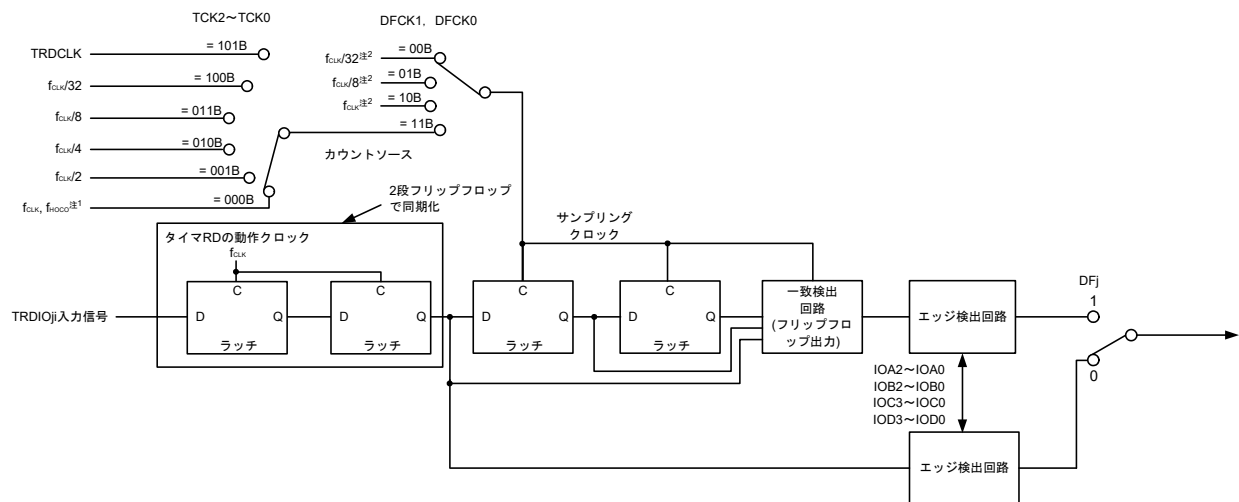 TCK2～TCK0
DFCK1, DFCK0
TRDCLK
= 101B
fCLK/32
= 100B
fCLK/8
= 011B
fCLK/4
= 010B
fCLK/2
= 001B
fCLK, fHOCO注1
= 000B
fCLK/32注2
= 00B
fCLK/8注2
= 01B
fCLK注2
= 10B
= 11B
カウントソース
2段フリップフロップ
で同期化
サンプリング
クロック
タイマRDの動作クロック
fCLK
TRDIOji入力信号
C
D
Q
ラッチ
C
D
Q
ラッチ
C
D
Q
ラッチ
C
D
Q
ラッチ
一致検出
回路
(フリップフロ
ップ出力)
エッジ検出回路
DFj
1
0
IOA2～IOA0
IOB2～IOB0
IOC3～IOC0
IOD3～IOD0
エッジ検出回路